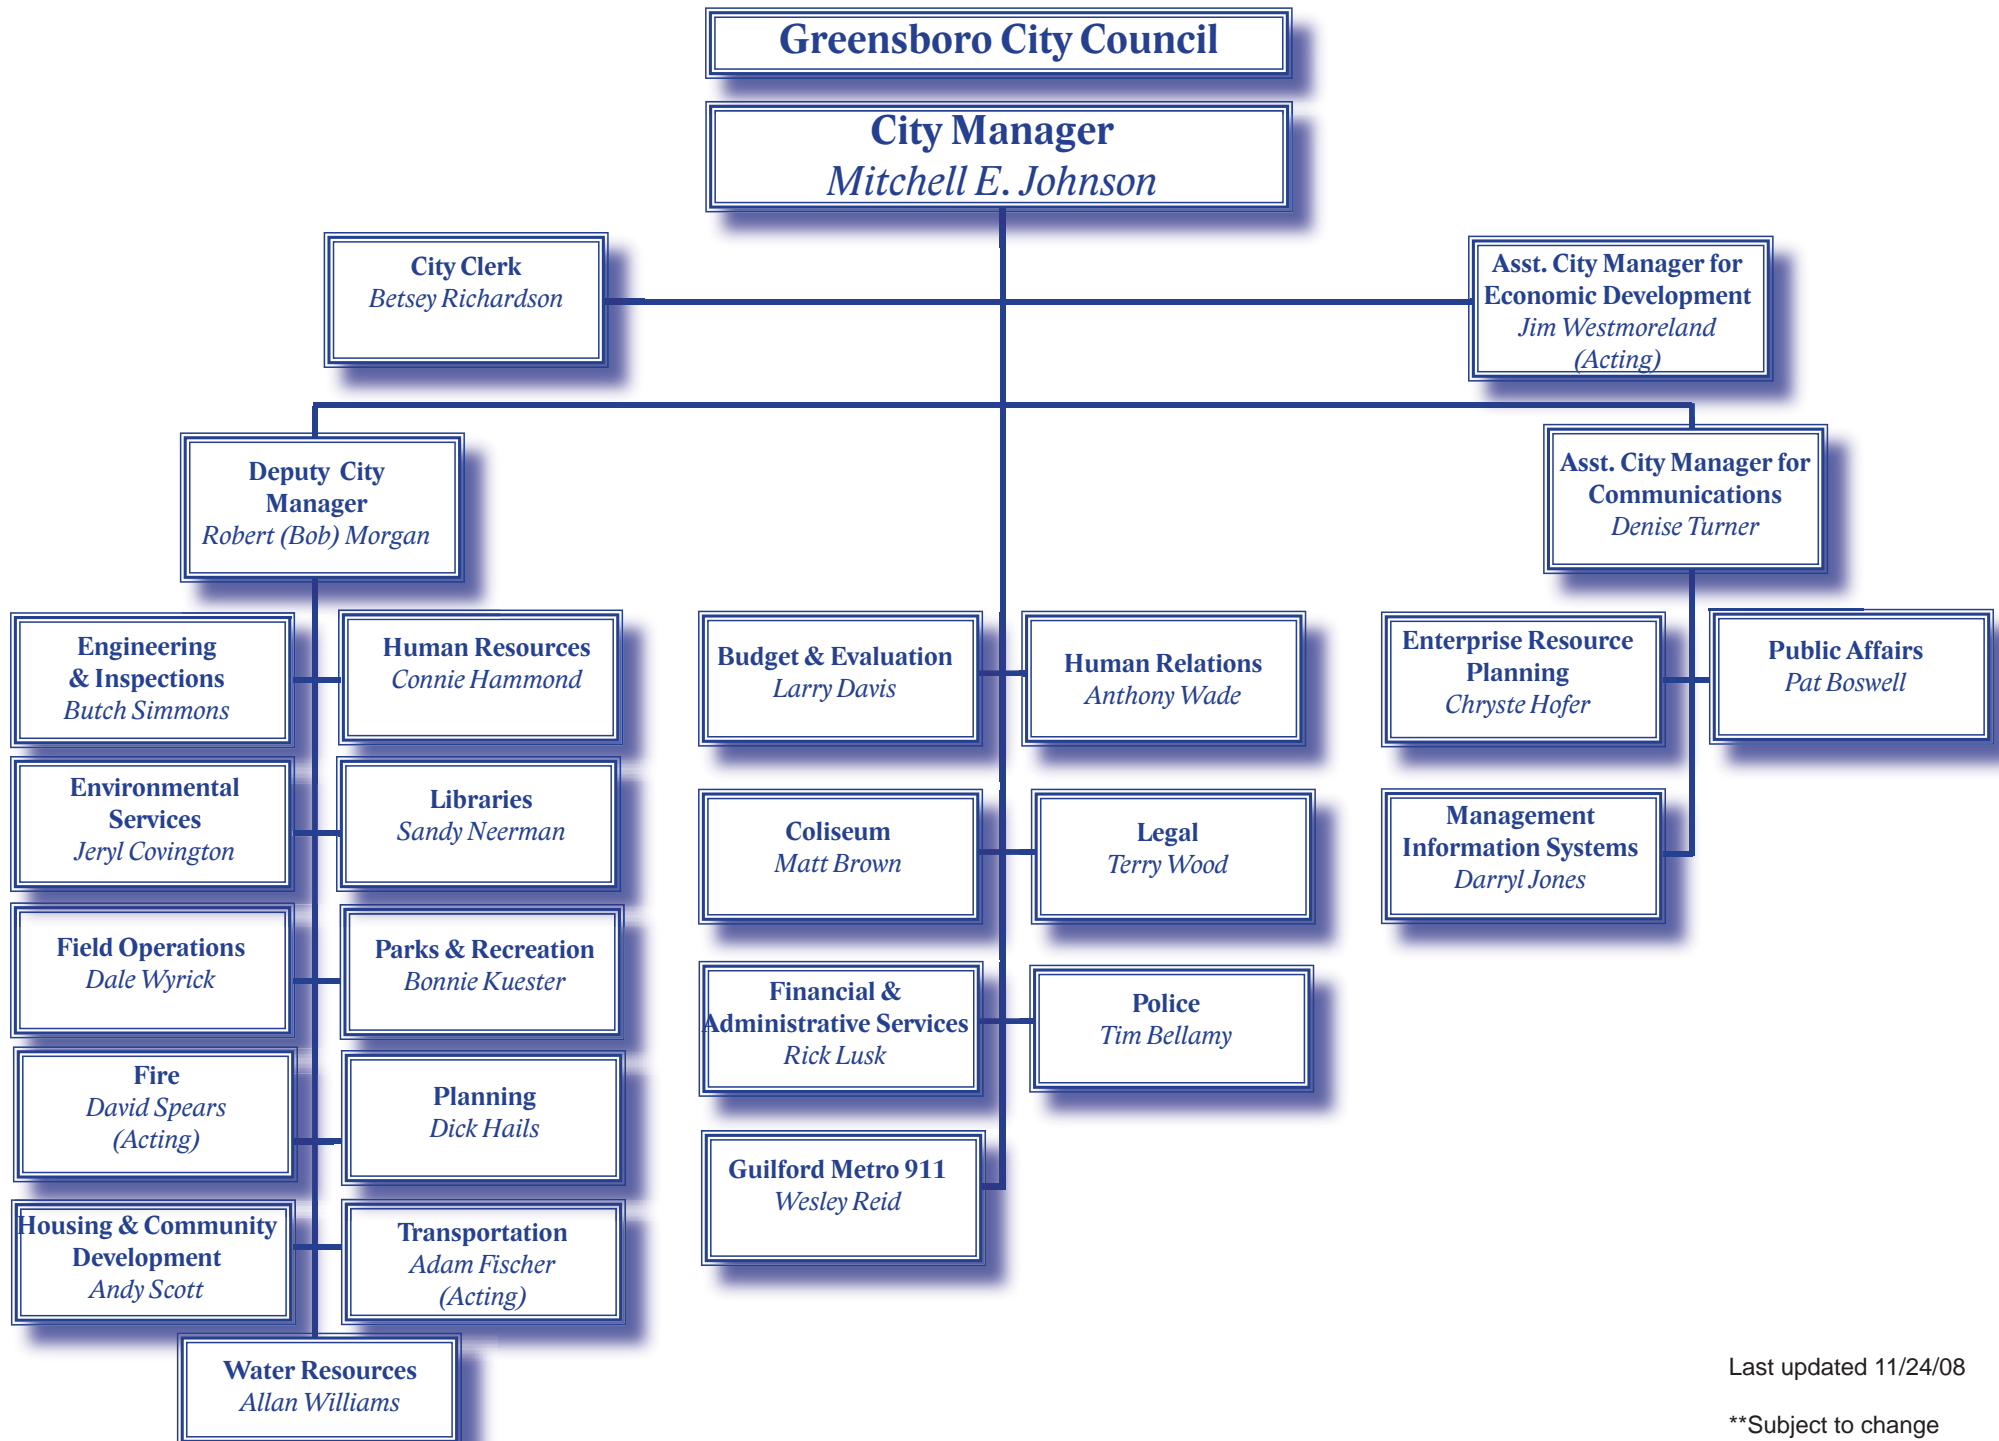 Greensboro City Council
City Manager
Mitchell E. Johnson
City Clerk
Betsey Richardson
Asst. City Manager for
Economic Development
Jim Westmoreland
(Acting)
Deputy City
Manager
Robert (Bob) Morgan
Asst. City Manager for
Communications
Denise Turner
Engineering
& Inspections
Butch Simmons
Human Resources
Connie Hammond
Environmental
Services
Jeryl Covington
Libraries
Sandy Neerman
Field Operations
Dale Wyrick
Parks & Recreation
Bonnie Kuester
Fire
David Spears
(Acting)
Planning
Dick Hails
Housing & Community
Development
Andy Scott
Transportation
Adam Fischer
(Acting)
Water Resources
Allan Williams
Budget & Evaluation
Larry Davis
Human Relations
Anthony Wade
Coliseum
Matt Brown
Legal
Terry Wood
Financial &
Administrative Services
Rick Lusk
Police
Tim Bellamy
Guilford Metro 911
Wesley Reid
Enterprise Resource
Planning
Chryste Hofer
Public Affairs
Pat Boswell
Management
Information Systems
Darryl Jones
Last updated 11/24/08
**Subject to change